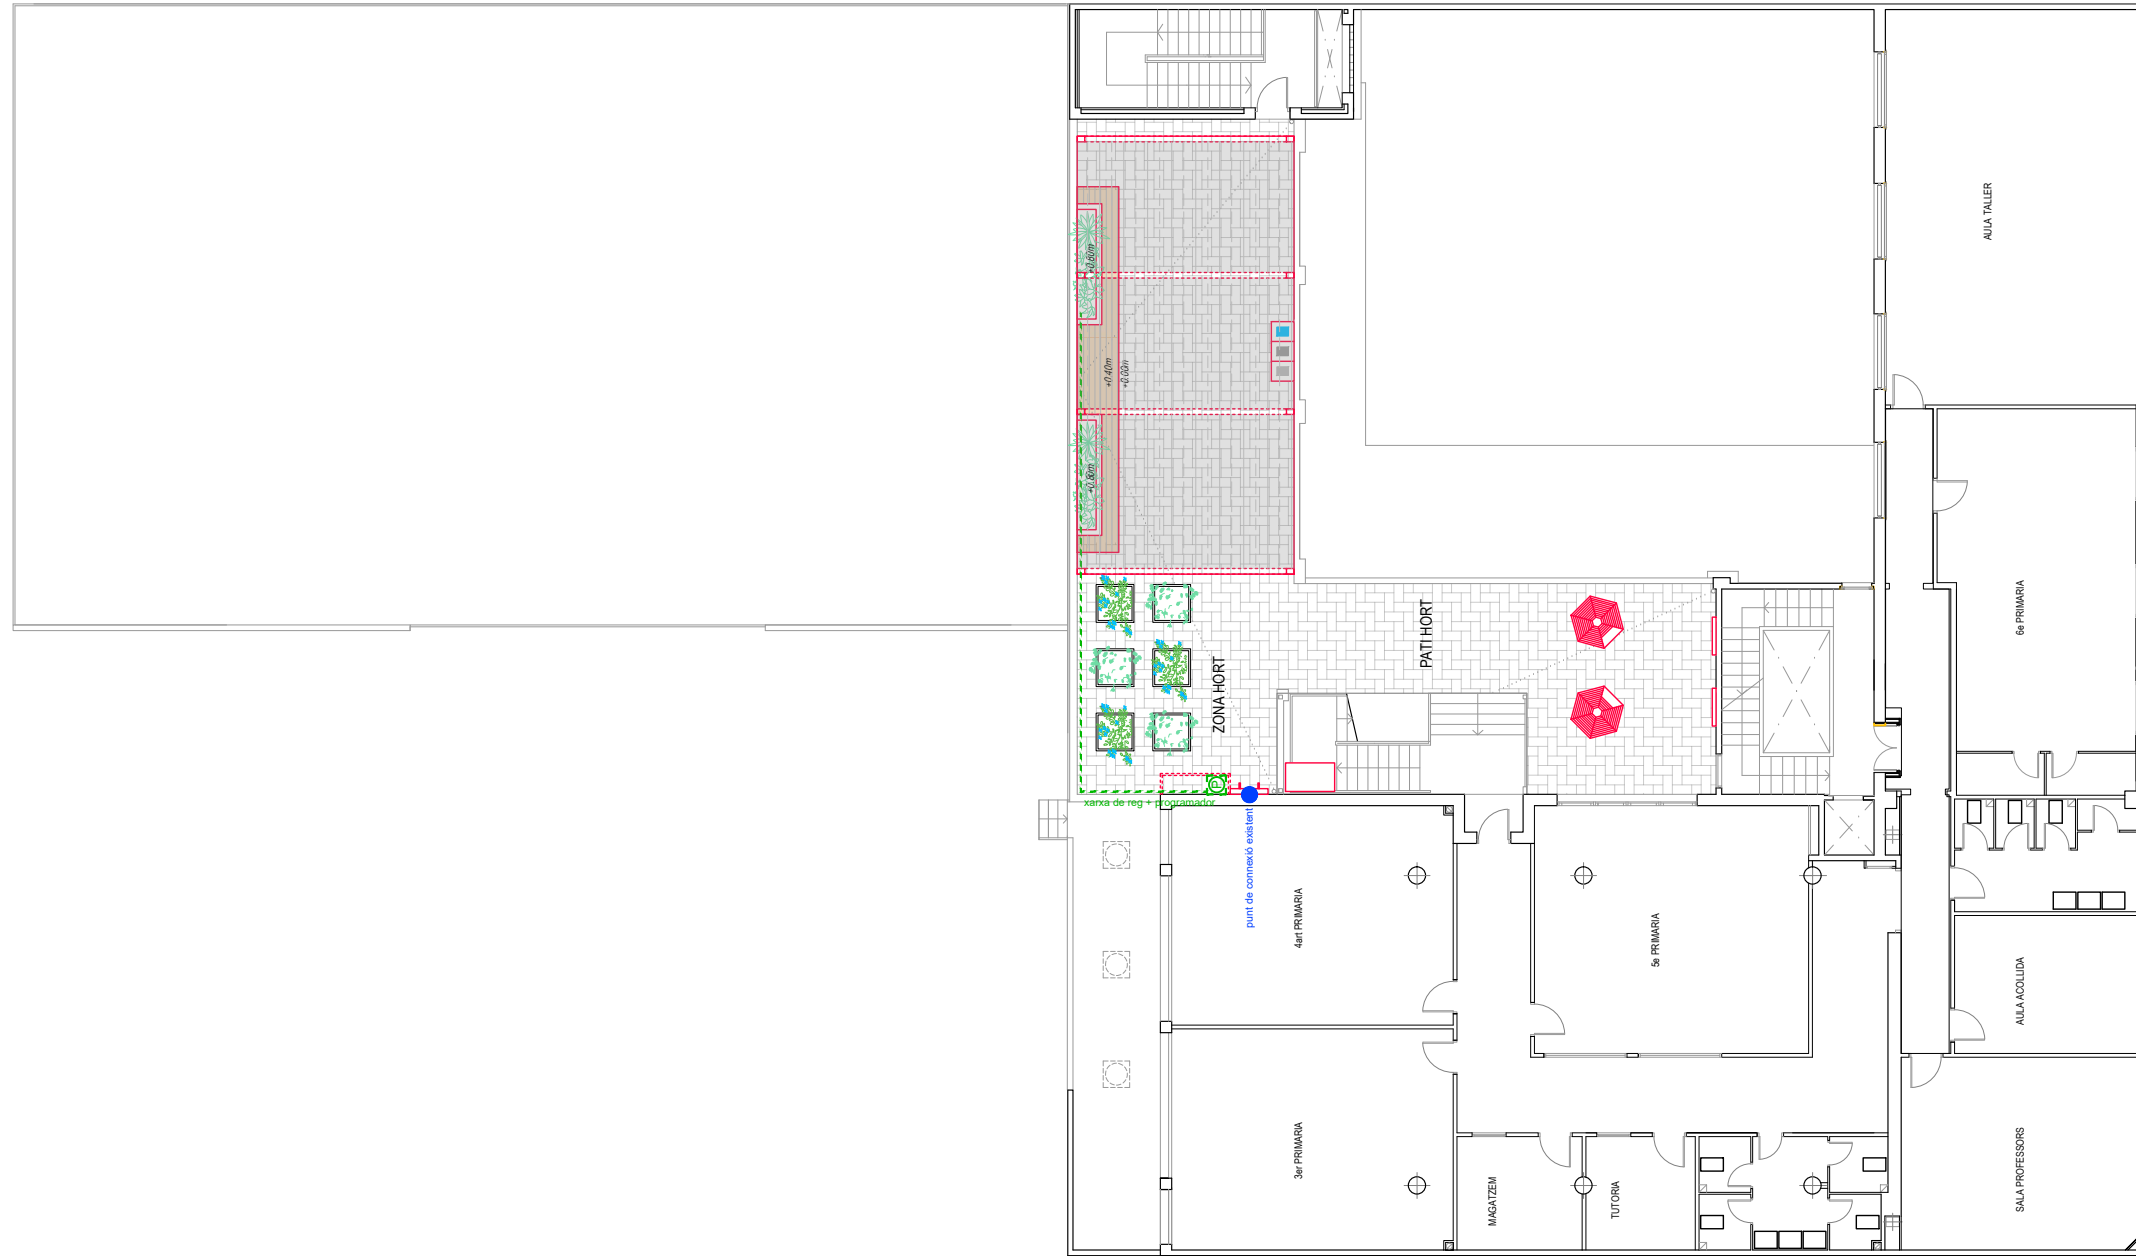 AULA TALLER
+0.60m
+0.40m
+0.00m
+0.60m
6e PRIMARIA
PATI HORT
ZONA HORT
P
xarxa de reg + programador
punt de connexió existent
4art PRIMARIA
5e PRIMARIA
AULA ACOLLIDA
3er PRIMARIA
SALA PROFESSORS
MAGATZEM
TUTORIA